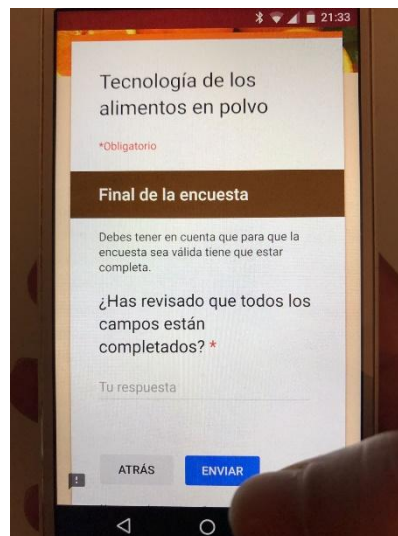 21:33
Tecnología de los
alimentos en polvo
*Obligatorio
Final de la encuesta
Debes tener en cuenta que para que la
encuesta sea válida tiene que estar
completa.
¿Has revisado que todos los
campos están
completados? *
Tu respuesta
ATRÁS ENVIAR